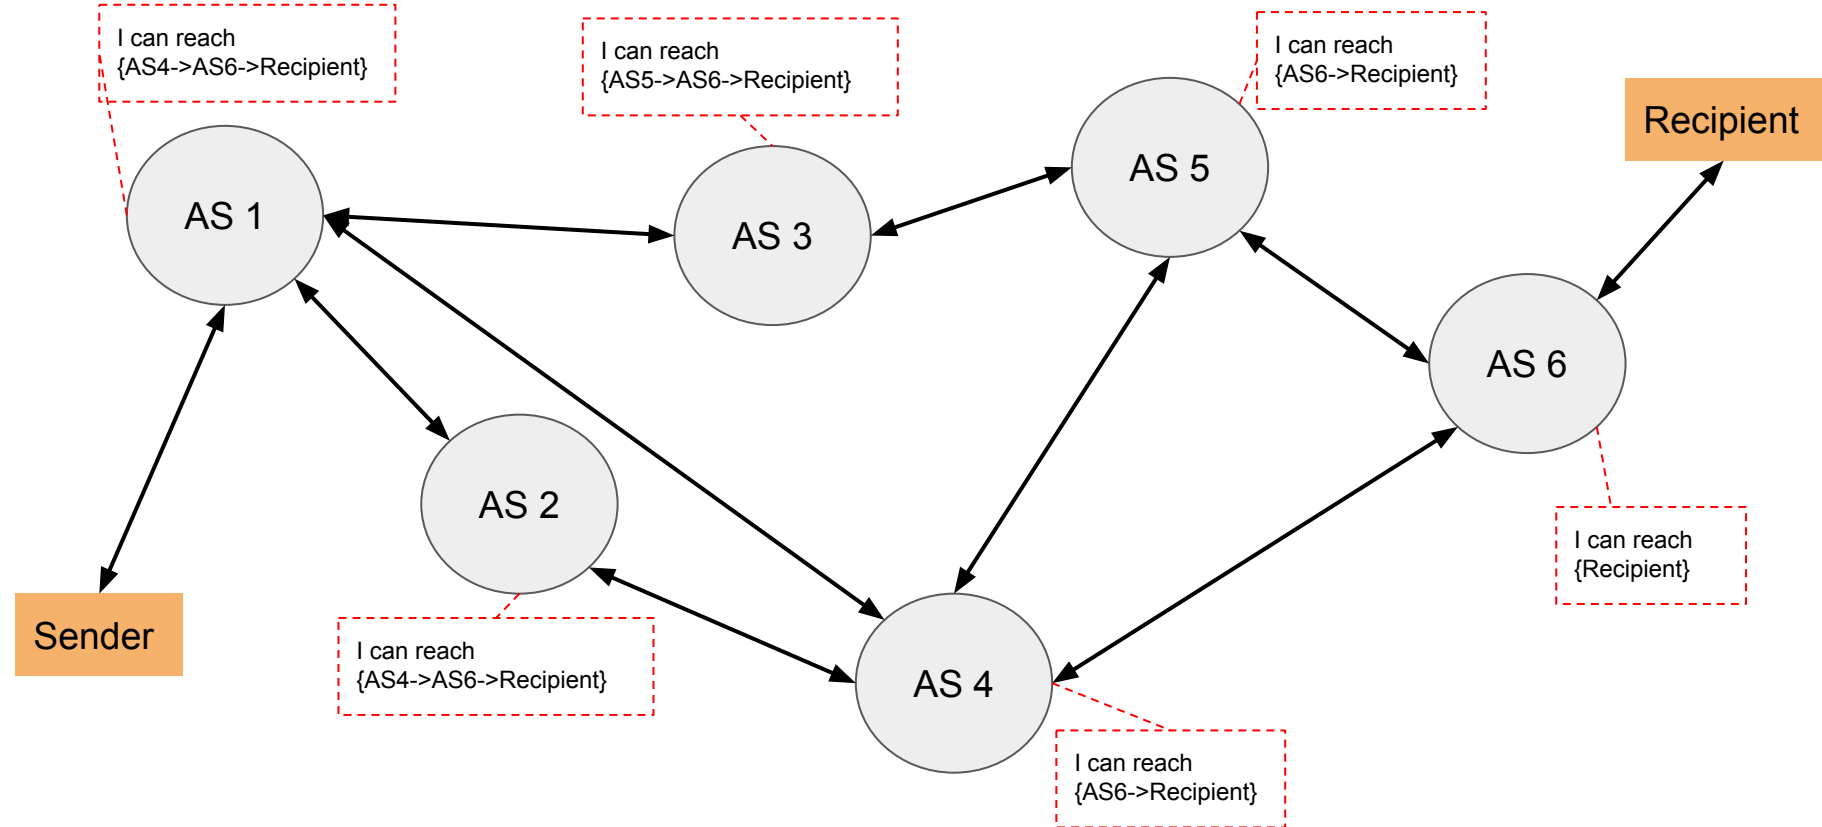 I can reach
{AS4->AS6->Recipient}
I can reach
{AS5->AS6->Recipient}
I can reach
{AS6->Recipient}
Recipient
AS 1
AS 3
AS 5
AS 6
AS 2
I can reach
{Recipient}
Sender
I can reach
{AS4->AS6->Recipient}
AS 4
I can reach
{AS6->Recipient}